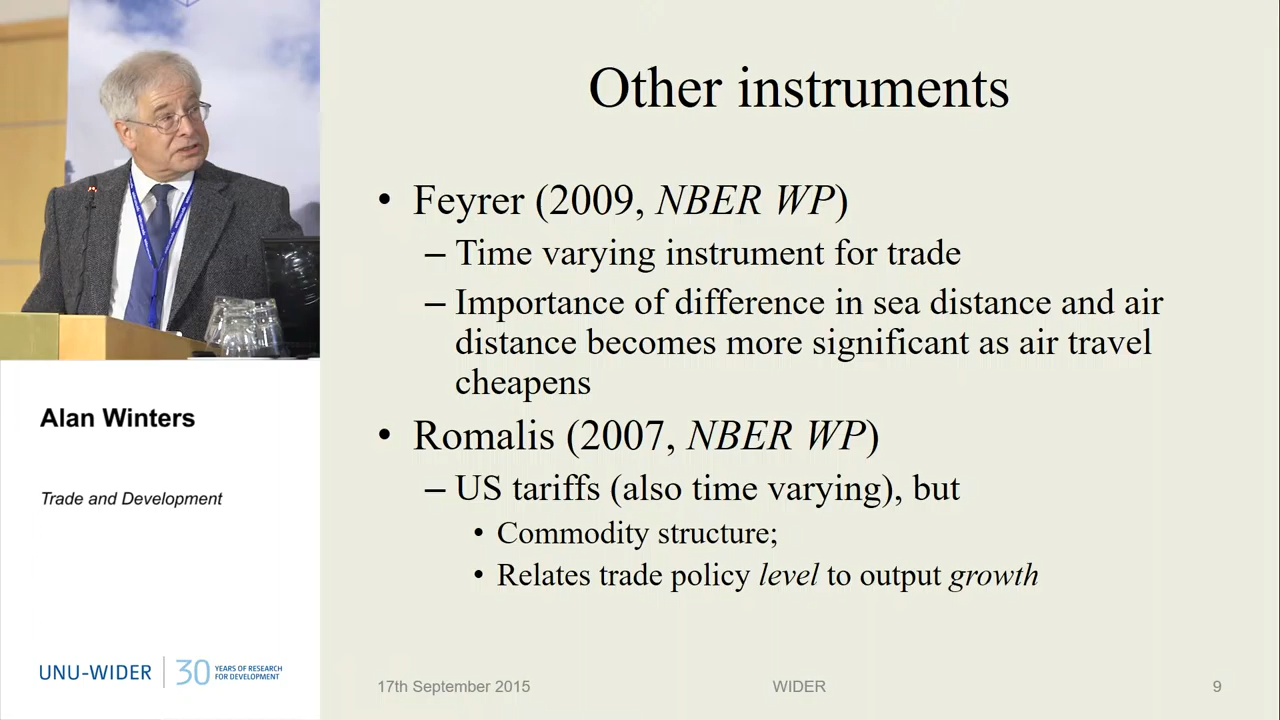 Other instruments
• Feyrer (2009, NBER WP)
– Time varying instrument for trade
– Importance of difference in sea distance and air
distance becomes more significant as air travel
cheapens
• Romalis (2007, NBER WP)
– US tariffs (also time varying), but
• Commodity structure;
• Relates trade policy level to output growth
17th September 2015
WIDER
9
Alan Winters
Trade and Development
UNU-WIDER
30
YEARS OF RESEARCH
FOR DEVELOPMENT